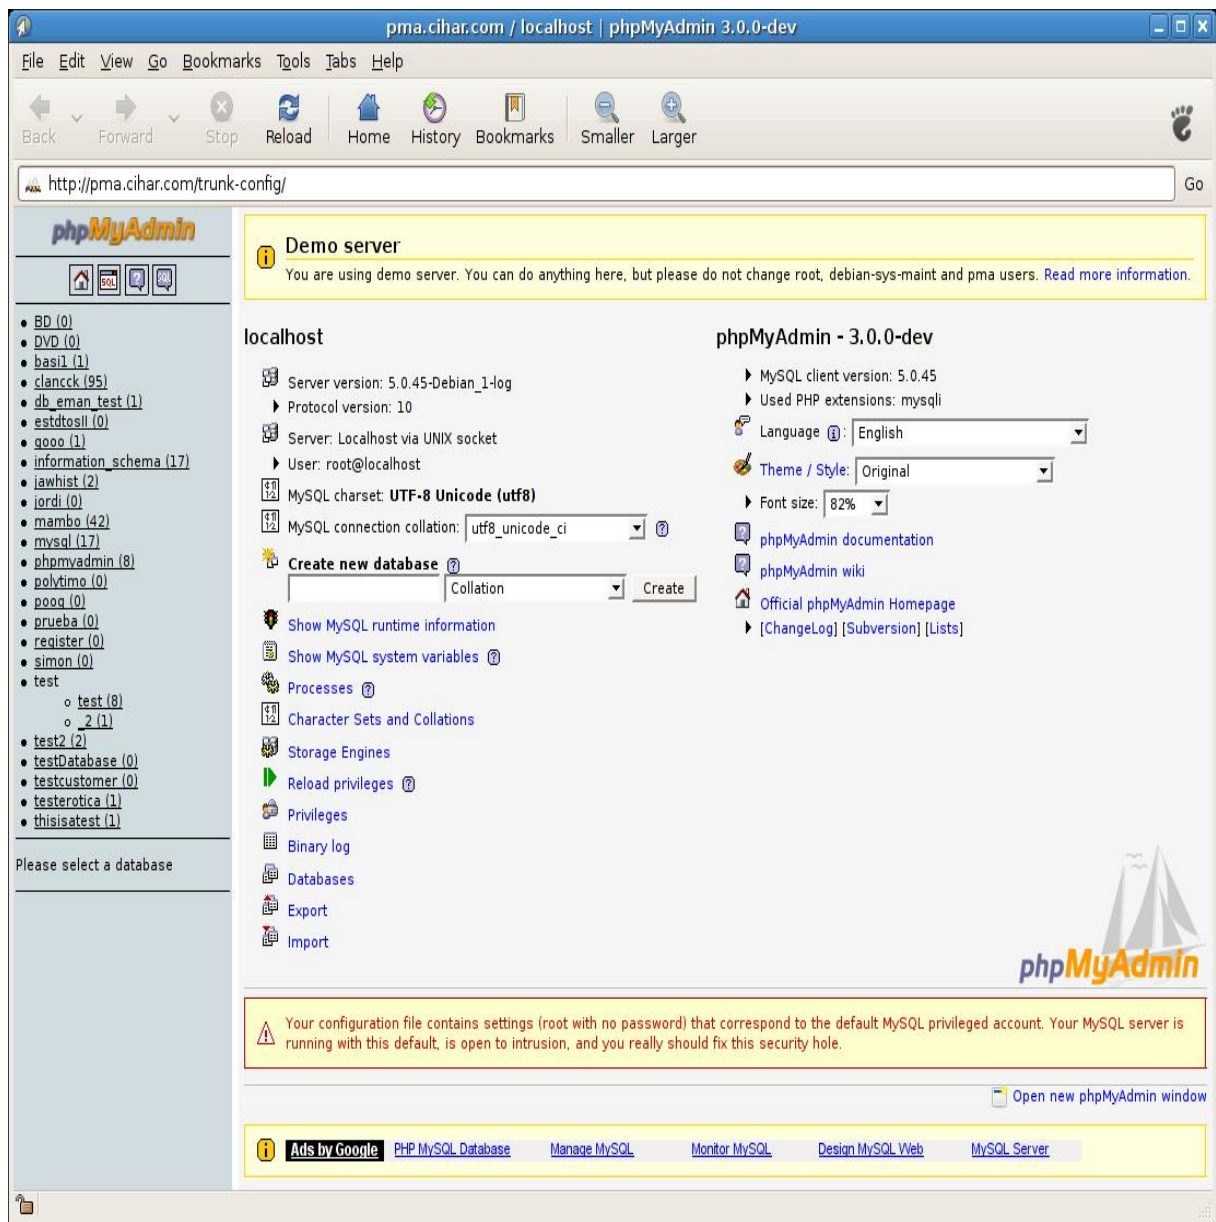 pma.cihar.com / localhost | phpMyAdmin 3.0.0-dev
File Edit View Go Bookmarks Tools Tabs Help
Back Forward Stop Reload Home History Bookmarks Smaller Larger
http://pma.cihar.com/trunk-config/ Go
phpMyAdmin
SQL
BD (0)
DVD (0)
basi1 (1)
clancck (95)
db_eman_test (1)
estdtosII (0)
gooo (1)
information_schema (17)
jawhist (2)
jordi (0)
mambo (42)
mysql (17)
phpmyadmin (8)
polytimo (0)
pooq (0)
prueba (0)
register (0)
simon (0)
test
test (8)
_2 (1)
test2 (2)
testDatabase (0)
testcustomer (0)
testerotica (1)
thisisatest (1)
Please select a database
Demo server
You are using demo server. You can do anything here, but please do not change root, debian-sys-maint and pma users. Read more information.
localhost
Server version: 5.0.45-Debian_1-log
Protocol version: 10
Server: Localhost via UNIX socket
User: root@localhost
MySQL charset: UTF-8 Unicode (utf8)
MySQL connection collation: utf8_unicode_ci
Create new database
Collation Create
Show MySQL runtime information
Show MySQL system variables
Processes
Character Sets and Collations
Storage Engines
Reload privileges
Privileges
Binary log
Databases
Export
Import
phpMyAdmin - 3.0.0-dev
MySQL client version: 5.0.45
Used PHP extensions: mysqli
Language : English
Theme / Style: Original
Font size: 82%
phpMyAdmin documentation
phpMyAdmin wiki
Official phpMyAdmin Homepage
[ChangeLog] [Subversion] [Lists]
phpMyAdmin
Your configuration file contains settings (root with no password) that correspond to the default MySQL privileged account. Your MySQL server is
running with this default, is open to intrusion, and you really should fix this security hole.
Open new phpMyAdmin window
Ads by Google PHP MySQL Database Manage MySQL Monitor MySQL Design MySQL Web MySQL Server